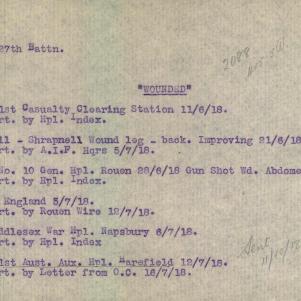 27th Battn.
2088
"WOUNDED"
1st Casualty Clearing Station 11/6/18.
rt. by Hpl. Index.
ll - Shrapnell Wound leg - back. Improving 21/6/18
rt. by A.I.F. Hqrs 5/7/18.
No. 10 Gen. Hpl. Rouen 28/6/18 Gun Shot Wd. Abdome
rt. by Hpl. Index.
England 5/7/18.
rt. by Rouen Wire 12/7/18.
ddlesex War Hpl. Napsbury 6/7/18.
rt. by Hpl. Index
Sent
11/10/18
1st Aust. Aux. Hpl. Harefield 12/7/18.
rt. by Letter from O.C. 16/7/18.